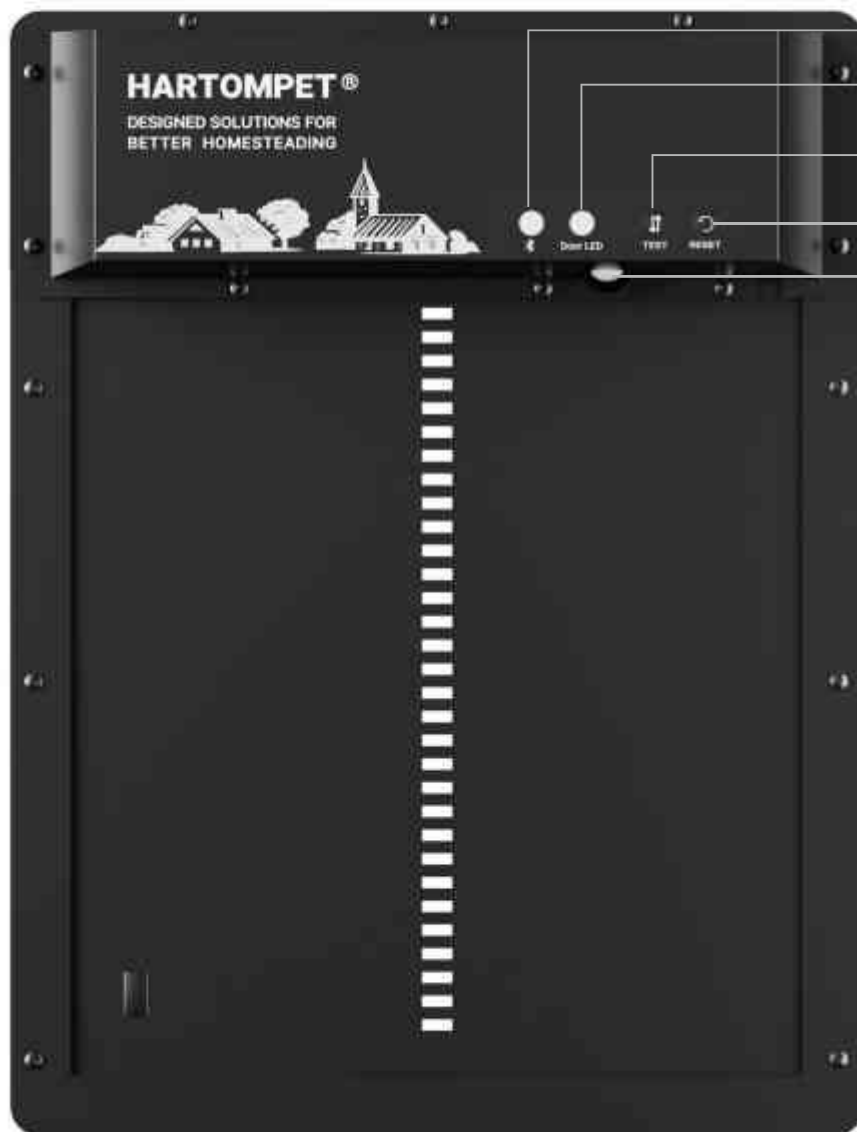 HARTOMPET®
DESIGNED SOLUTIONS FOR
BETTER HOMESTEADING
Door LED
TEST
RESET